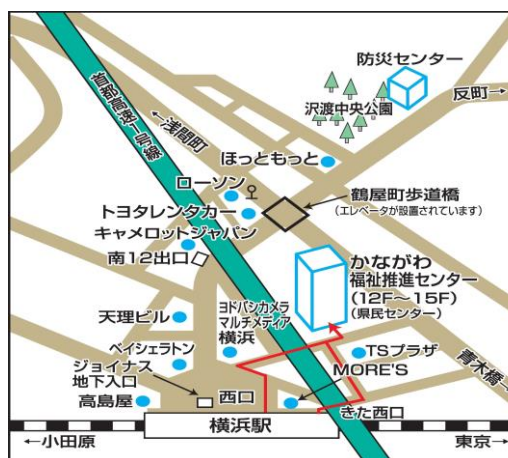 防災センター
反町
沢渡中央公園
首都高速一号線
浅間町
ほっともっと
ローソン
トヨタレンタカー
キャメロットジャパン
南12出口
鶴屋町歩道橋
(エレベータが設置されています)
かながわ
福祉推進センター
(12F〜15F)
(県民センター)
天理ビル
ヨドバシカメラ
マルチメディア
横浜
ベイシェラトン
ジョイナス
地下入口
高島屋
西口
TSプラザ
MORE'S
青木橋
きた西口
←小田原
横浜駅
東京→